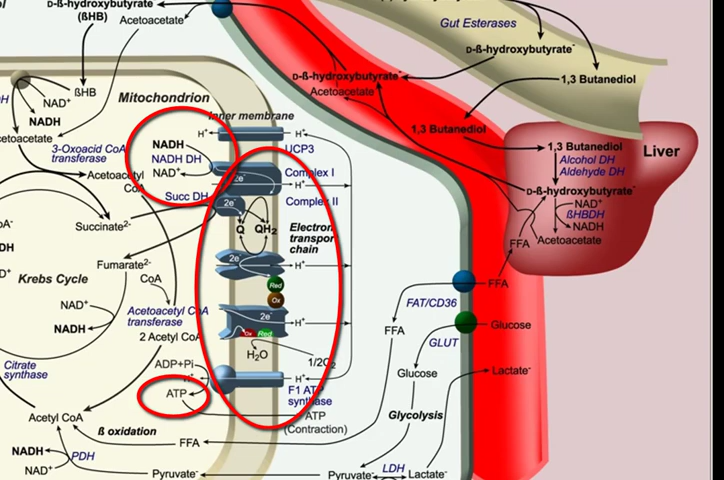 D-ß-hydroxybutyrate
(ßHB)
Acetoacetate
Gut Esterases
D-ß-hydroxybutyrate-
1,3 Butanediol
D-ß-hydroxybutyrate-
Acetoacetate
1,3 Butanediol
1,3 Butanediol
Liver
Alcohol DH
Aldehyde DH
D-ß-hydroxybutyrate-
NAD+
ßHBDH
NADH
Acetoacetate
FFA
ßHB
NAD+
NADH
Mitochondrion
Inner membrane
H+
H+
UCP3
3-Oxoacid CoA
transferase
NADH
NADH DH
NAD+
Acetoacetyl
CoA
2e-
Complex I
H+
Succ DH
2e-
Complex II
Succinate2-
Q
QH2
Electron
transport
chain
Fumarate2-
2e-
H+
Krebs Cycle
CoA
Red
Ox
FAT/CD36
FFA
NAD+
NADH
Acetoacetyl CoA
transferase
2 Acetyl CoA
2e-
H+
Ox
Red
FFA
GLUT
Glucose
H2O
1/2O2
Citrate
synthase
ADP+Pi
H+
H+
ATP
F1 ATP
synthase
Glucose
Lactate-
Acetyl CoA
ATP
(Contraction)
Glycolysis
ß oxidation
FFA
NADH
NAD+
PDH
Pyruvate-
Pyruvate-
LDH
Lactate-